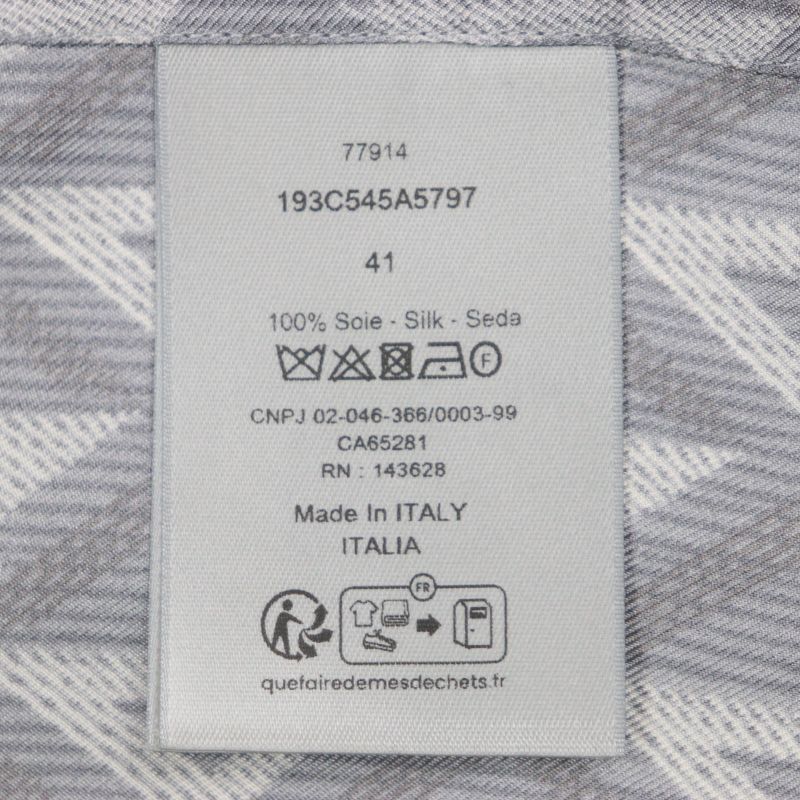 77914
193C545A5797
41
100% Soie - Silk - Seda
F
CNPJ 02-046-366/0003-99
CA65281
RN : 143628
Made In ITALY
ITALIA
FR
quefairedemesdechets.fr